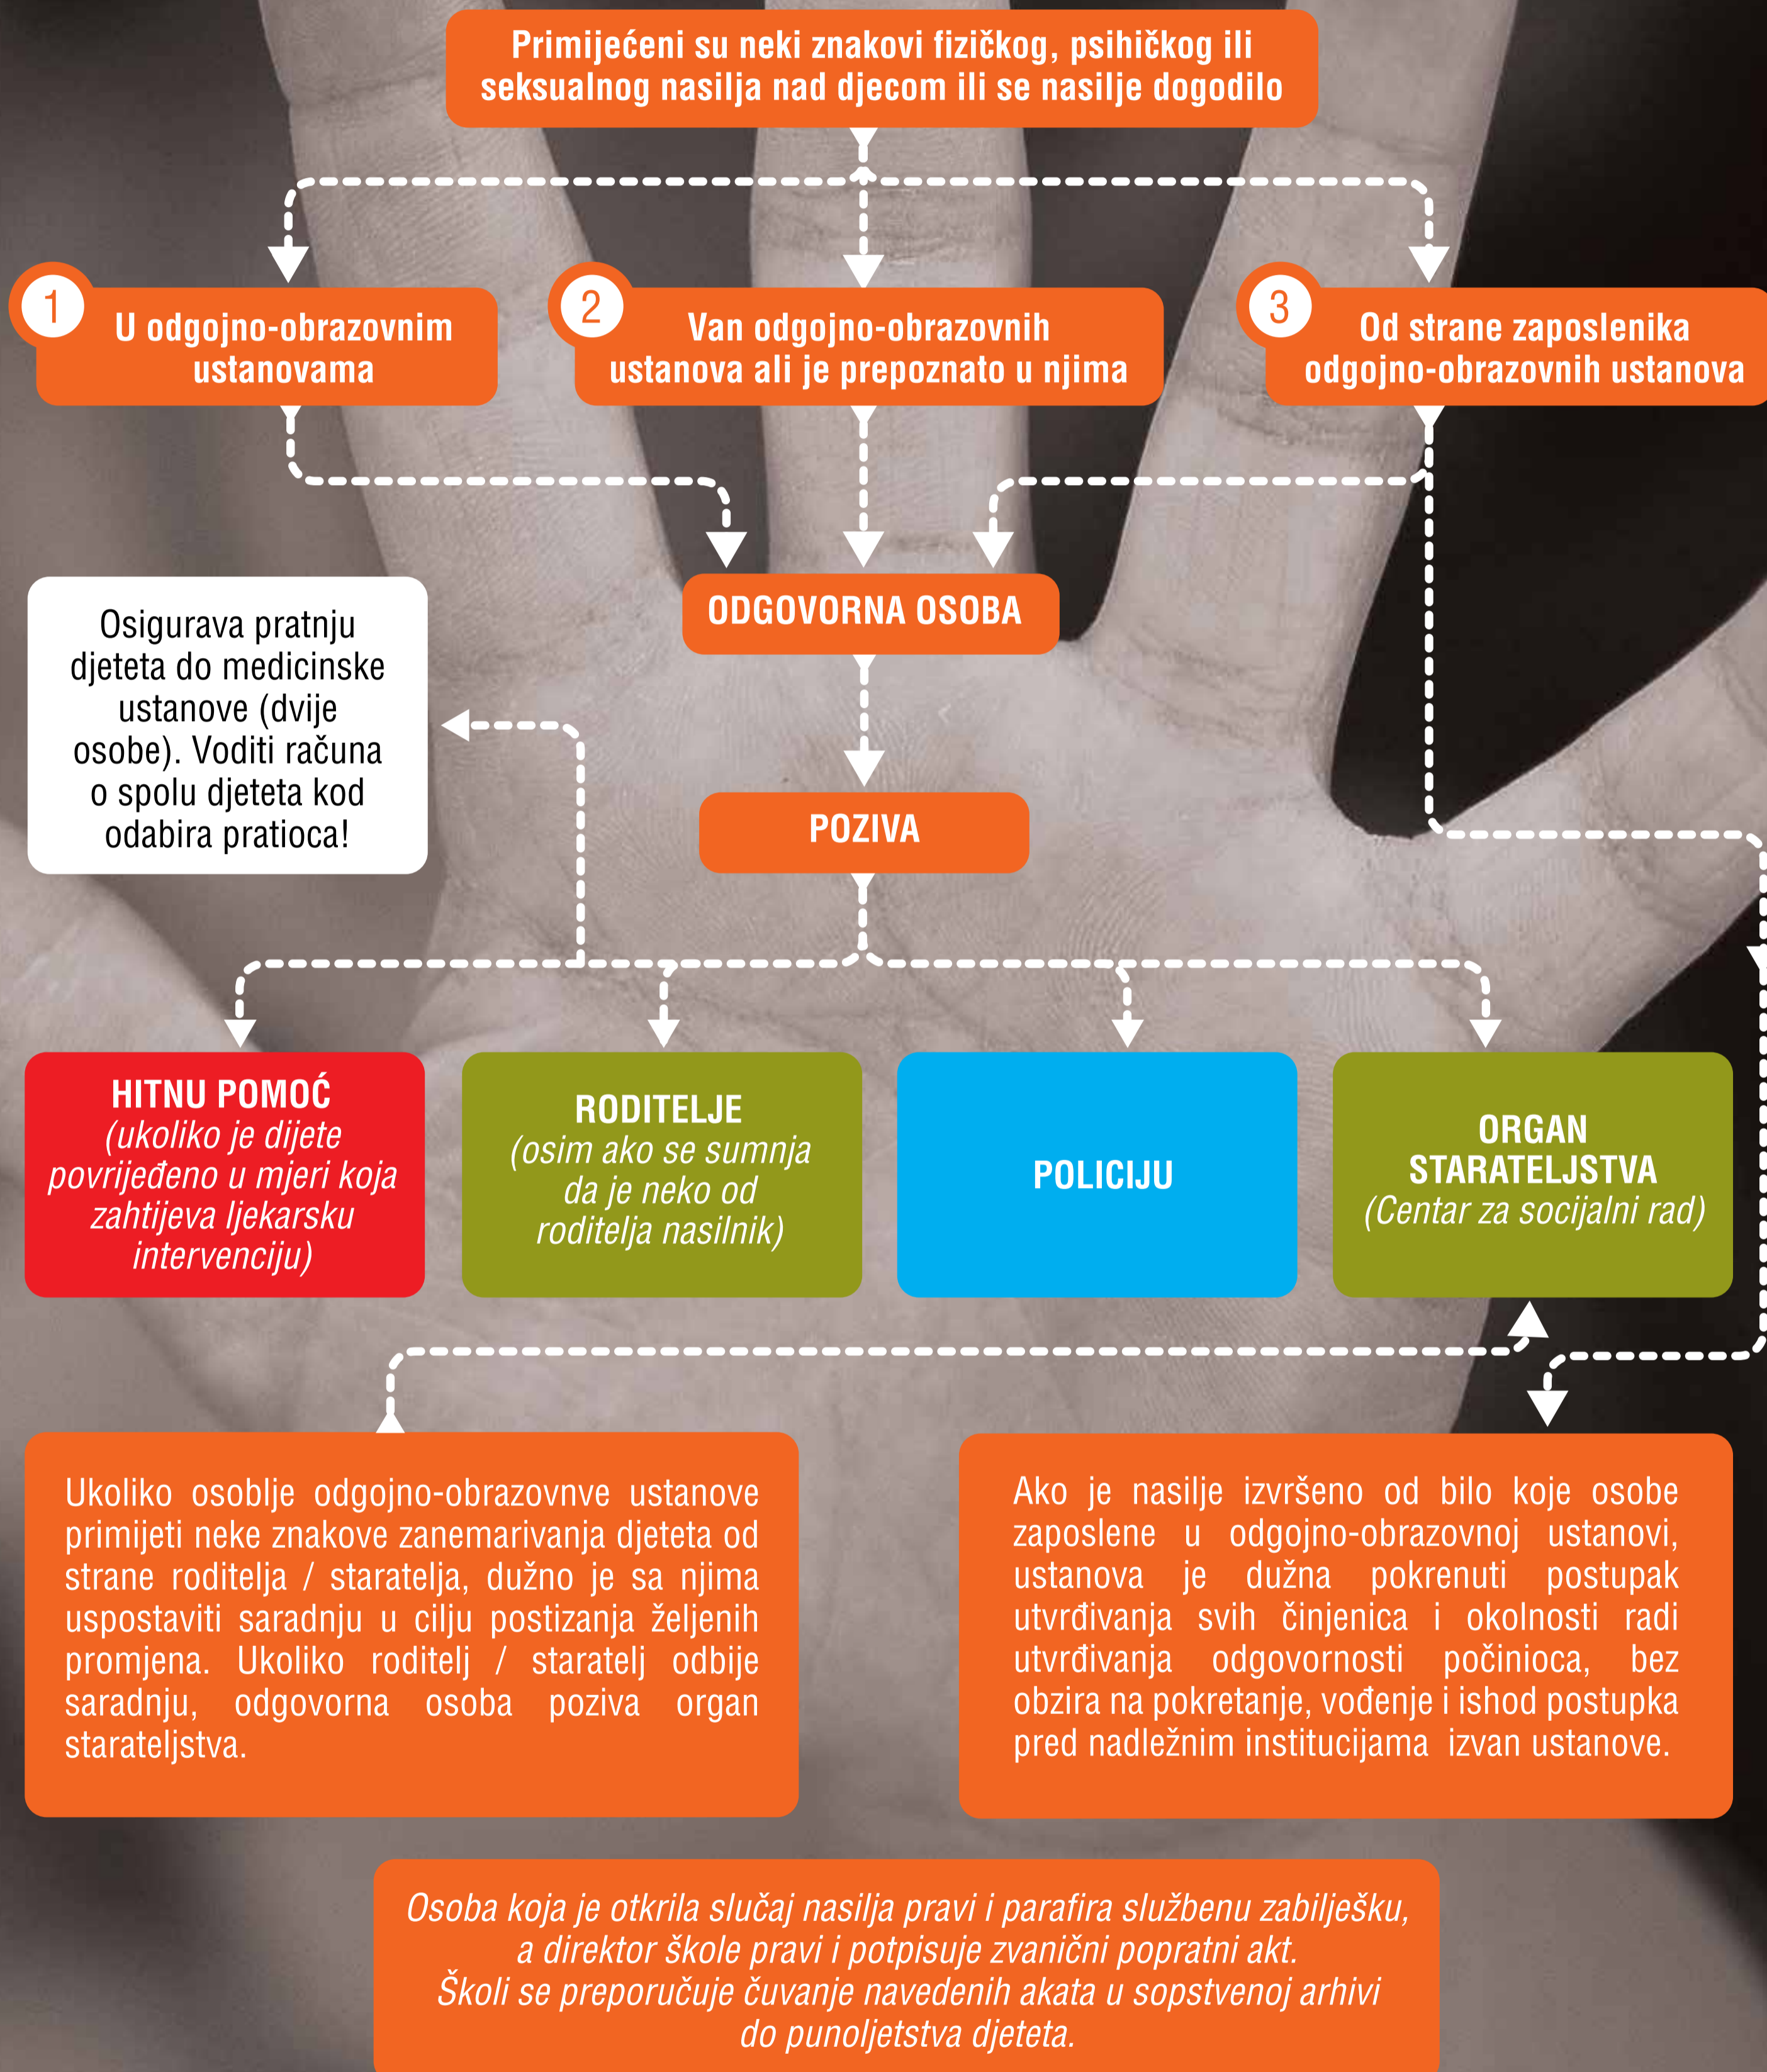 Primijećeni su neki znakovi fizičkog, psihičkog ili
seksualnog nasilja nad djecom ili se nasilje dogodilo
1
U odgojno-obrazovnim
ustanovama
2
Van odgojno-obrazovnih
ustanova ali je prepoznato u njima
3
Od strane zaposlenika
odgojno-obrazovnih ustanova
ODGOVORNA OSOBA
Osigurava pratnju
djeteta do medicinske
ustanove (dvije
osobe). Voditi računa
o spolu djeteta kod
odabira pratioca!
POZIVA
HITNU POMOĆ
(ukoliko je dijete
povrijeđeno u mjeri koja
zahtijeva ljekarsku
intervenciju)
RODITELJE
(osim ako se sumnja
da je neko od
roditelja nasilnik)
POLICIJU
ORGAN
STARATELJSTVA
(Centar za socijalni rad)
Ukoliko osoblje odgojno-obrazovnve ustanove
primijeti neke znakove zanemarivanja djeteta od
strane roditelja / staratelja, dužno je sa njima
uspostaviti saradnju u cilju postizanja željenih
promjena. Ukoliko roditelj / staratelj odbije
saradnju, odgovorna osoba poziva organ
starateljstva.
Ako je nasilje izvršeno od bilo koje osobe
zaposlene u odgojno-obrazovnoj ustanovi,
ustanova je dužna pokrenuti postupak
utvrđivanja svih činjenica i okolnosti radi
utvrđivanja odgovornosti počinioca, bez
obzira na pokretanje, vođenje i ishod postupka
pred nadležnim institucijama izvan ustanove.
Osoba koja je otkrila slučaj nasilja pravi i parafira službenu zabilješku,
a direktor škole pravi i potpisuje zvanični popratni akt.
Školi se preporučuje čuvanje navedenih akata u sopstvenoj arhivi
do punoljetstva djeteta.